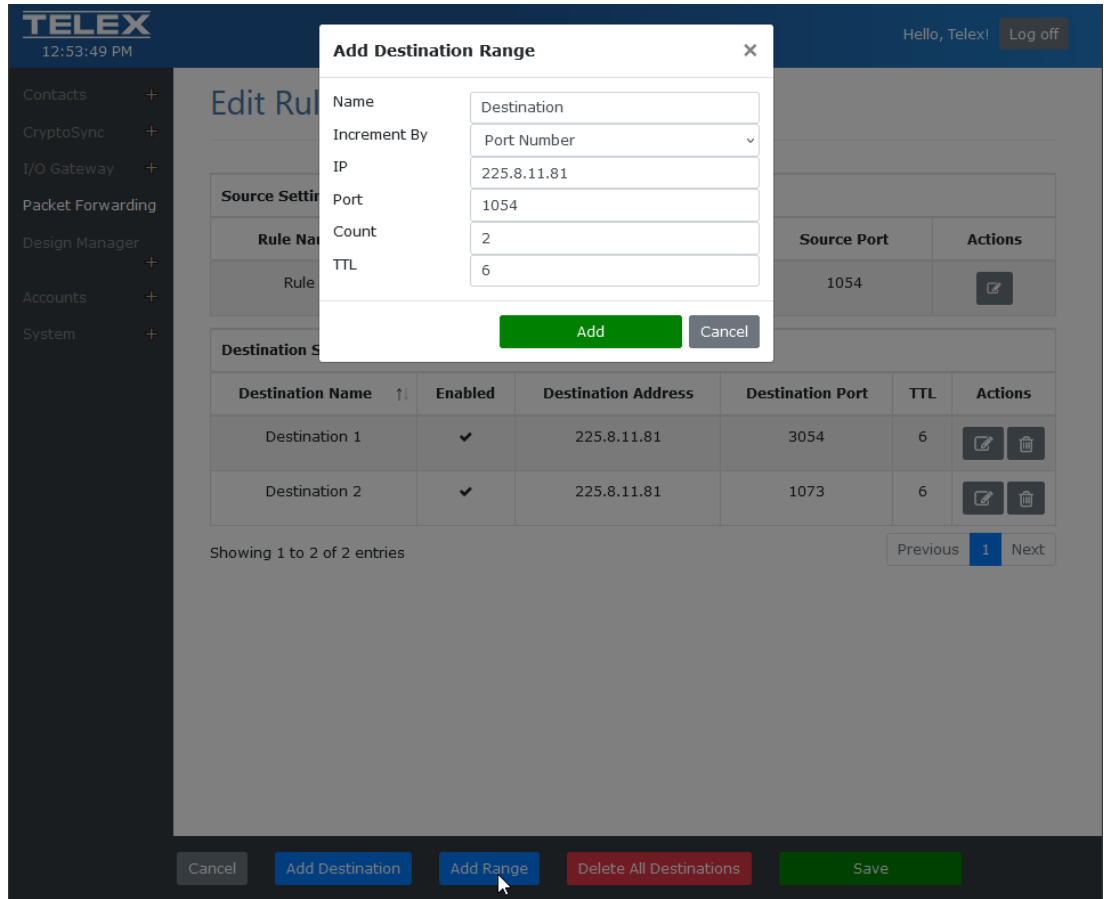 TELEX
12:53:49 PM
Hello, Telex! Log off
Add Destination Range ×
Name Destination
Increment By Port Number
IP 225.8.11.81
Port 1054
Count 2
TTL 6
Add Cancel
Contacts +
CryptoSync +
I/O Gateway +
Packet Forwarding
Design Manager +
Accounts +
System +
Edit Rul
Source Settin
Rule Nam Source Port Actions
Rule 1054
Destination S
Destination Name Enabled Destination Address Destination Port TTL Actions
Destination 1 ✔ 225.8.11.81 3054 6
Destination 2 ✔ 225.8.11.81 1073 6
Showing 1 to 2 of 2 entries
Previous 1 Next
Cancel Add Destination Add Range Delete All Destinations Save